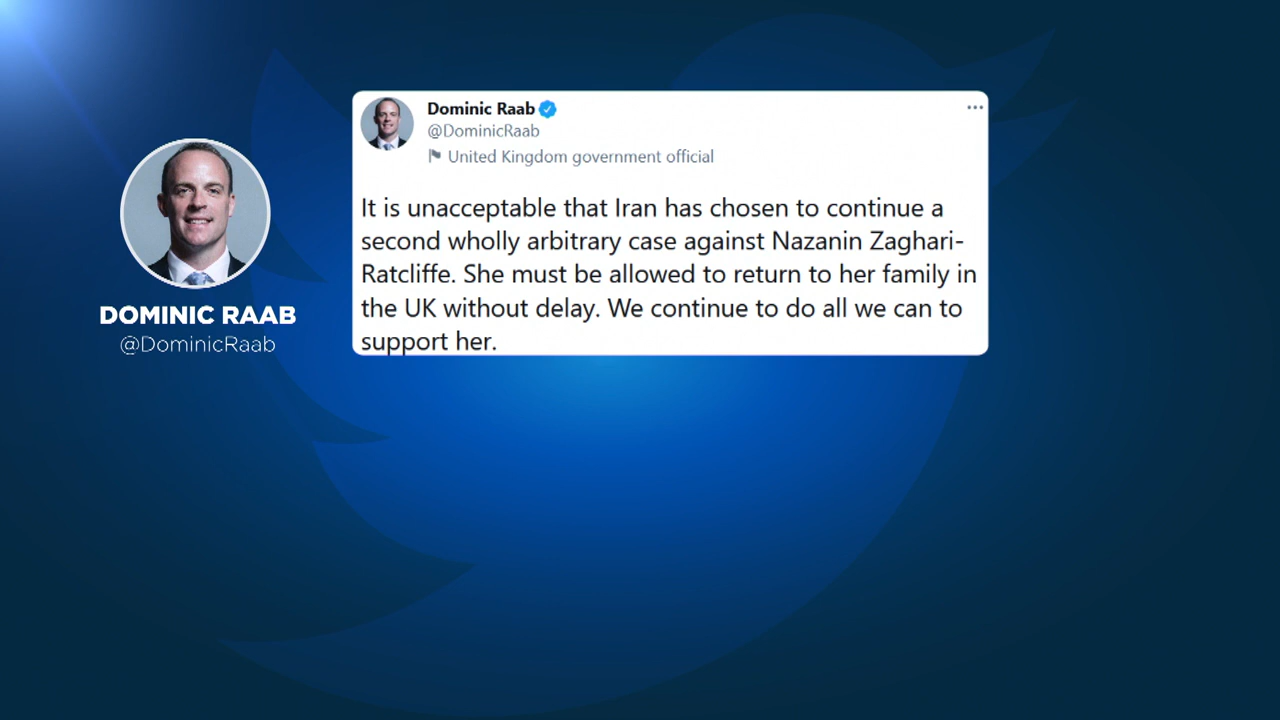 DOMINIC RAAB
@DominicRaab
Dominic Raab
@DominicRaab
United Kingdom government official
It is unacceptable that Iran has chosen to continue a
second wholly arbitrary case against Nazanin Zaghari-
Ratcliffe. She must be allowed to return to her family in
the UK without delay. We continue to do all we can to
support her.